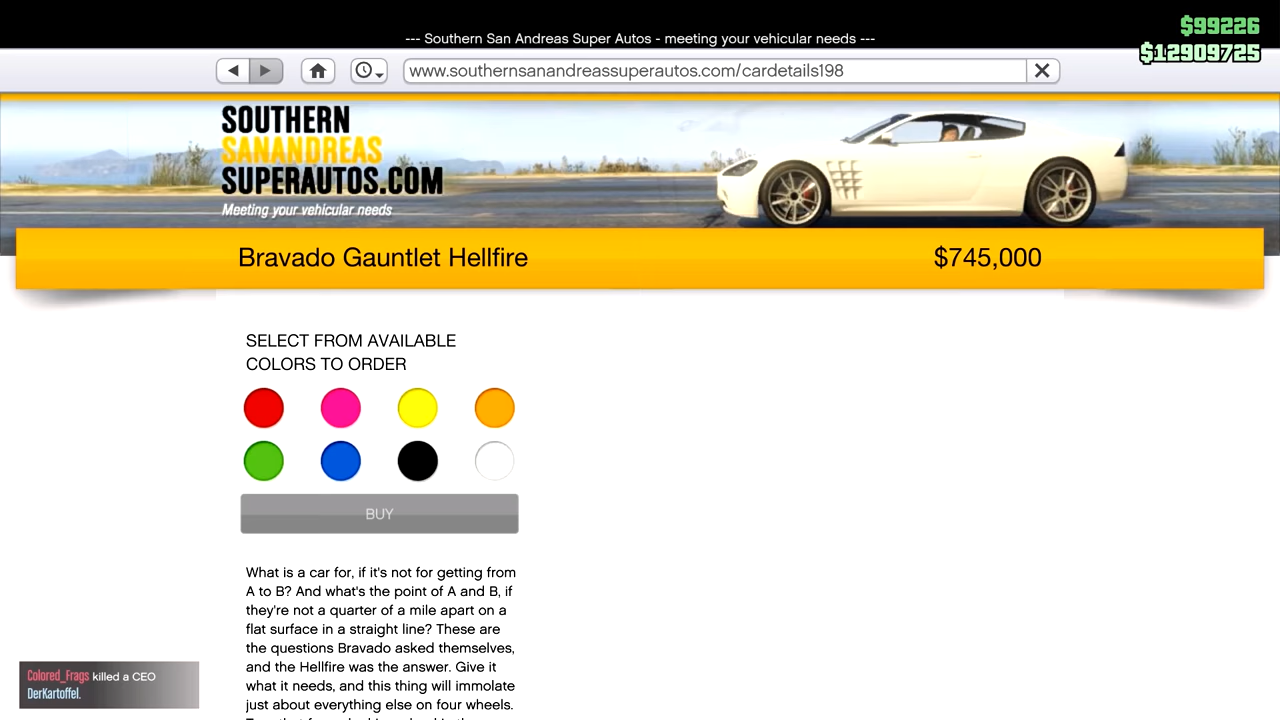 --- Southern San Andreas Super Autos - meeting your vehicular needs ---
$99226
$12909725
www.southernsanandreassuperautos.com/cardetails198
SOUTHERN
SANANDREAS
SUPERAUTOS.COM
Meeting your vehicular needs
Bravado Gauntlet Hellfire
$745,000
SELECT FROM AVAILABLE
COLORS TO ORDER
BUY
What is a car for, if it's not for getting from
A to B? And what's the point of A and B, if
they're not a quarter of a mile apart on a
flat surface in a straight line? These are
the questions Bravado asked themselves,
and the Hellfire was the answer. Give it
what it needs, and this thing will immolate
just about everything else on four wheels.
Colored_Frags killed a CEO
DerKartoffel.